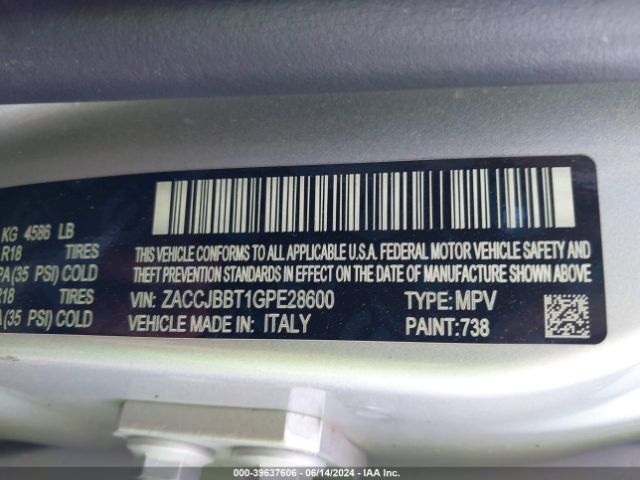 KG 4586 LB
R18 TIRES
PA(35 PSI) COLD
R18 TIRES
A(35 PSI) COLD
THIS VEHICLE CONFORMS TO ALL APPLICABLE U.S.A. FEDERAL MOTOR VEHICLE SAFETY AND
THEFT PREVENTION STANDARDS IN EFFECT ON THE DATE OF MANUFACTURE SHOWN ABOVE.
VIN: ZACCJBBT1GPE28600 TYPE: MPV
VEHICLE MADE IN: ITALY PAINT:738
000-39637606 - 06/14/2024 - IAA Inc.